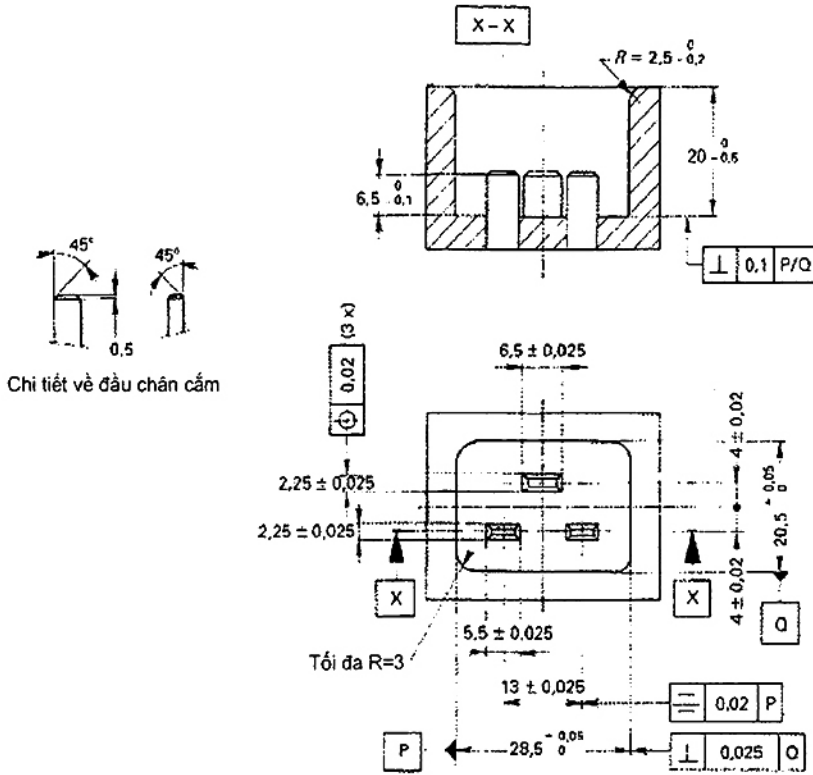 X – X
R = 2,5 - 0 0,2
20 - 0 0,5
6,5 0 - 0,1
⊥ 0,1 P/Q
45°
45°
0,5
Chi tiết về đầu chân cắm
⌖ 0,02 (3 x)
6,5 ± 0,025
4 ± 0,02
2,25 ± 0,025
20,5 + 0,05 0
2,25 ± 0,025
4 ± 0,02
X
X
Q
5,5 ± 0,025
Tối đa R=3
13 ± 0,025
⌯ 0,02 P
P
28,5 + 0,05 0
⊥ 0,025 Q